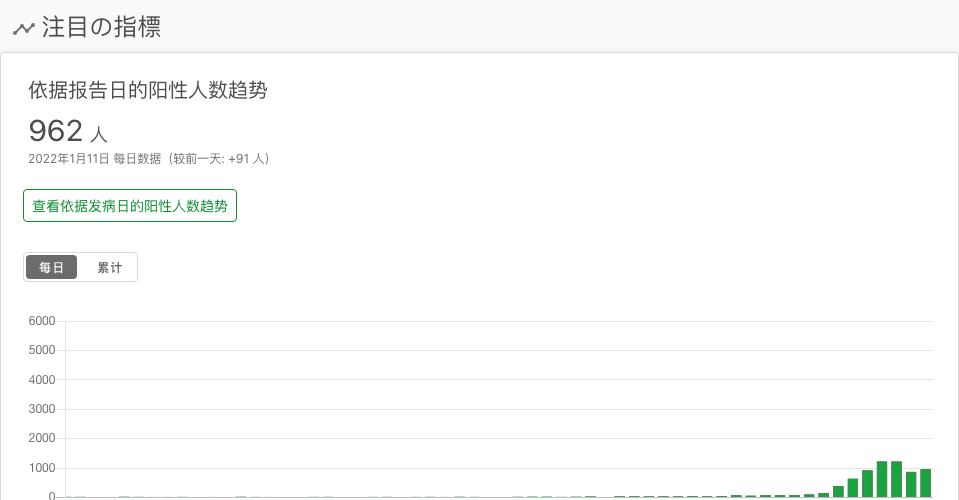 注目の指標
依据报告日的阳性人数趋势
962 人
2022年1月11日 每日数据（较前一天: +91 人）
查看依据发病日的阳性人数趋势
每日 累计
6000
5000
4000
3000
2000
1000
0